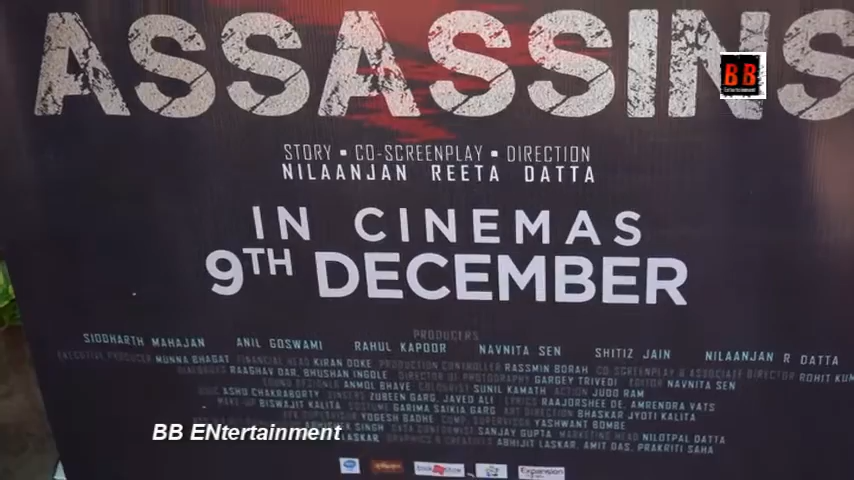 ASSASSINS
BB
Entertainment
STORY ▪ CO-SCREENPLAY ▪ DIRECTION
NILAANJAN REETA DATTA
IN CINEMAS
9TH DECEMBER
PRODUCERS
SIDDHARTH MAHAJAN ANIL GOSWAMI RAHUL KAPOOR NAVNITA SEN SHITIZ JAIN NILAANJAN R DATTA
EXECUTIVE PRODUCER MUNNA BHAGAT FINANCIAL HEAD KIRAN DOKE PRODUCTION CONTROLLER RASSMIN BORAH CO-SCREENPLAY & ASSOCIATE DIRECTOR ROHIT
RAAGHAV DAR, BHUSHAN INGOLE DIRECTOR OF PHOTOGRAPHY GARGEY TRIVEDI EDITOR NAVNITA SEN
SOUND DESIGNER ANMOL BHAVE COLOURIST SUNIL KAMATH ACTION JUDO RAM
ASHU CHAKRABORTY SINGERS ZUBEEN GARG, JAVED ALI LYRICS RAAJORSHEE DE, AMRENDRA VATS
MAKE UP BISWAJIT KALITA COSTUME GARIMA SAIKIA GARG ART DIRECTION BHASKAR JYOTI KALITA
YOGESH BADHE COMP. SUPERVISOR YASHWANT BOMBE
SINGH DATA SANJAY GUPTA MARKETING HEAD NILOTPAL DATTA
LASKAR GRAPHICS & CREATIVES ABHIJIT LASKAR, AMIT DAS, PRAKRITI SAHA
BB ENtertainment
bookmyshow Expansion